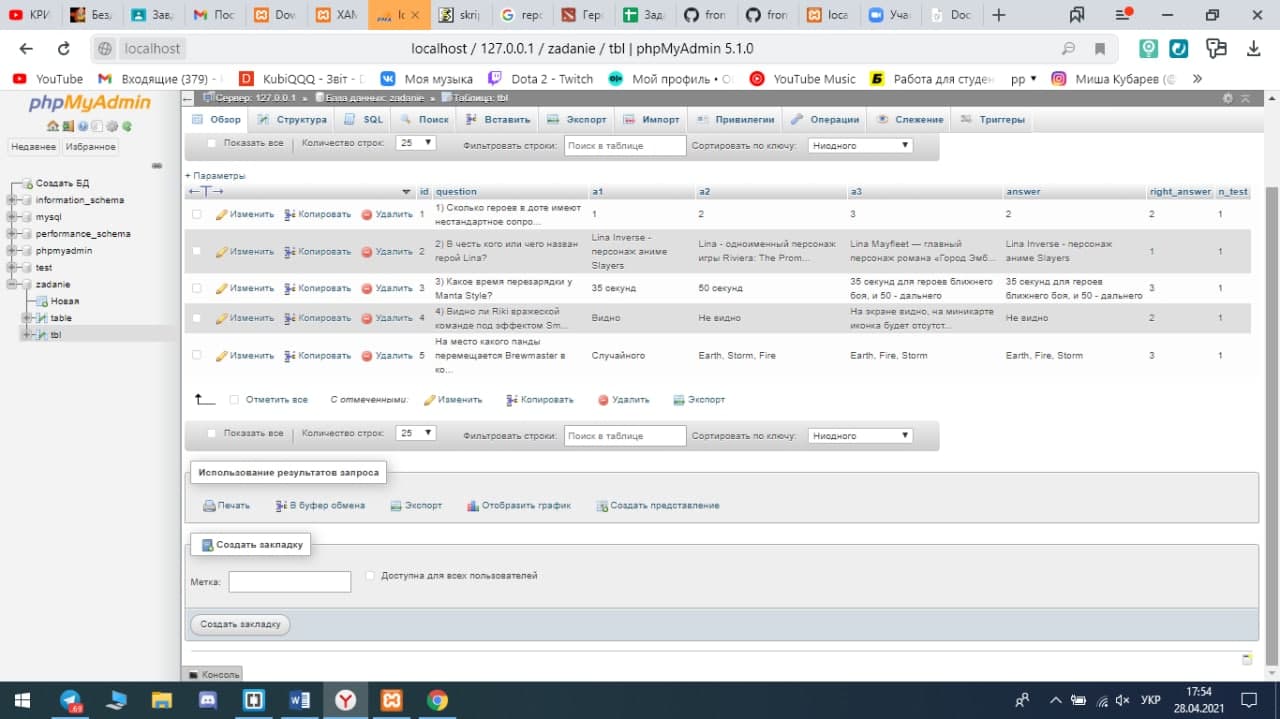 КРИ
Без
Зав
Пос
Dow
XAM
lo
skri
repo
Гер
Зад
fron
fron
loca
Уча
Doc
localhost
localhost / 127.0.0.1 / zadanie / tbl | phpMyAdmin 5.1.0
YouTube
Входящие (379) -
KubiQQQ - Звіт - D
Моя музыка
Dota 2 - Twitch
Мой профиль •
YouTube Music
Работа для студен
pp
Миша Кубарев (@
phpMyAdmin
Недавнее Избранное
Создать БД
information_schema
mysql
performance_schema
phpmyadmin
test
zadanie
Новая
table
tbl
Сервер: 127.0.0.1 » База данных: zadanie » Таблица: tbl
Обзор Структура SQL Поиск Вставить Экспорт Импорт Привилегии Операции Слежение Триггеры
Показать все | Количество строк: 25 Фильтровать строки: Поиск в таблице Сортировать по ключу: Ниодного
+ Параметры
←T→ id question a1 a2 a3 answer right_answer n_test
Изменить Копировать Удалить 1 1) Сколько героев в доте имеют 1 2 3 2 2 1
нестандартное сопро...
Изменить Копировать Удалить 2 2) В честь кого или чего назван
герой Lina?
Lina Inverse -
персонаж аниме
Slayers
Lina - одноименный персонаж
игры Riviera: The Prom...
Lina Mayfleet — главный
персонаж романа «Город Эмб...
Lina Inverse - персонаж
аниме Slayers
1 1
Изменить Копировать Удалить 3 3) Какое время перезарядки у
Manta Style?
35 секунд
50 секунд
35 секунд для героев ближнего
боя, и 50 - дальнего
35 секунд для героев
ближнего боя, и 50 - дальнего
3 1
Изменить Копировать Удалить 4 4) Видно ли Riki вражеской
команде под эффектом Sm...
Видно
Не видно
На экране видно, на миникарте
иконка будет отсутст...
Не видно
2 1
Изменить Копировать Удалить 5 На место какого панды
перемещается Brewmaster в
ко...
Случайного
Earth, Storm, Fire
Earth, Fire, Storm
Earth, Fire, Storm
3 1
Отметить все С отмеченными: Изменить Копировать Удалить Экспорт
Показать все | Количество строк: 25 Фильтровать строки: Поиск в таблице Сортировать по ключу: Ниодного
Использование результатов запроса
Печать В буфер обмена Экспорт Отобразить график Создать представление
Создать закладку
Метка: Доступна для всех пользователей
Создать закладку
Консоль
УКР
17:54
28.04.2021